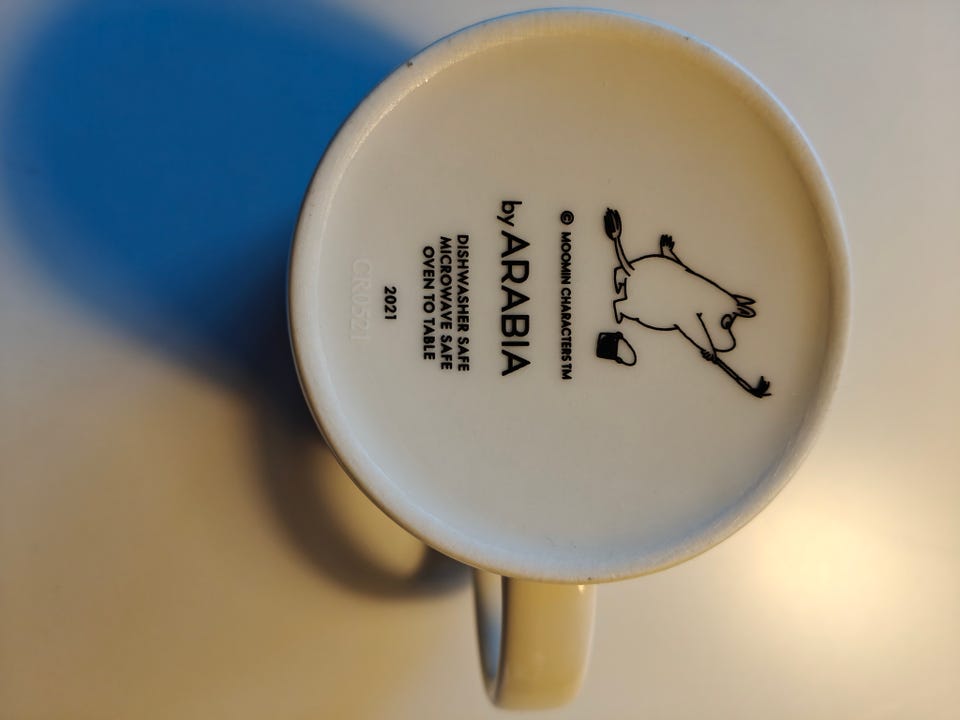 © MOOMIN CHARACTERS TM
by ARABIA
DISHWASHER SAFE
MICROWAVE SAFE
OVEN TO TABLE
2021
CR0521